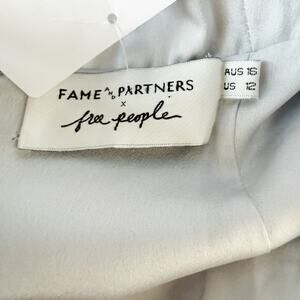 FAME AND PARTNERS
x
free people
AUS 16
US 12